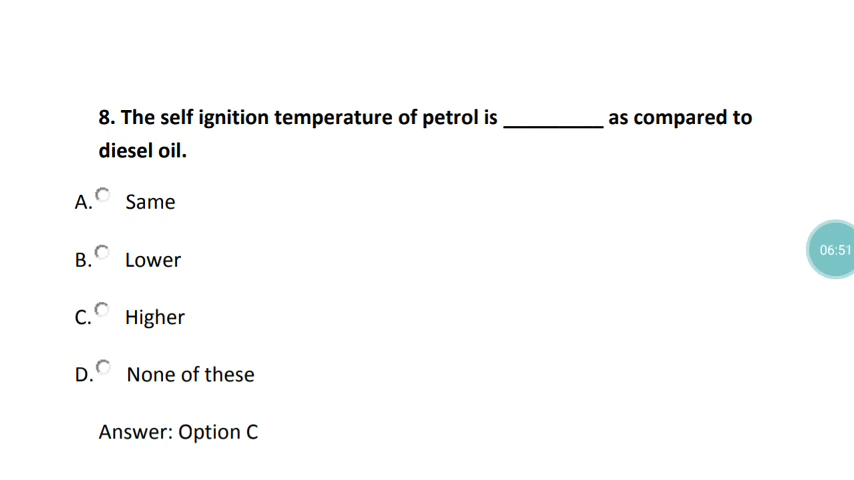 8. The self ignition temperature of petrol is _________ as compared to
diesel oil.
A. Same
B. Lower
06:51
C. Higher
D. None of these
Answer: Option C